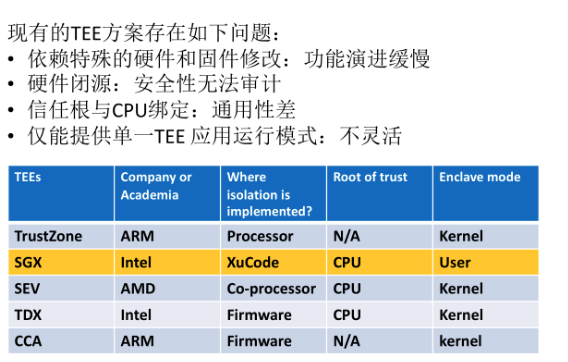 现有的TEE方案存在如下问题：
• 依赖特殊的硬件和固件修改：功能演进缓慢
• 硬件闭源：安全性无法审计
• 信任根与CPU绑定：通用性差
• 仅能提供单一TEE 应用运行模式：不灵活
TEEs Company or Academia Where isolation is implemented? Root of trust Enclave mode
TrustZone ARM Processor N/A Kernel
SGX Intel XuCode CPU User
SEV AMD Co-processor CPU Kernel
TDX Intel Firmware CPU Kernel
CCA ARM Firmware N/A kernel